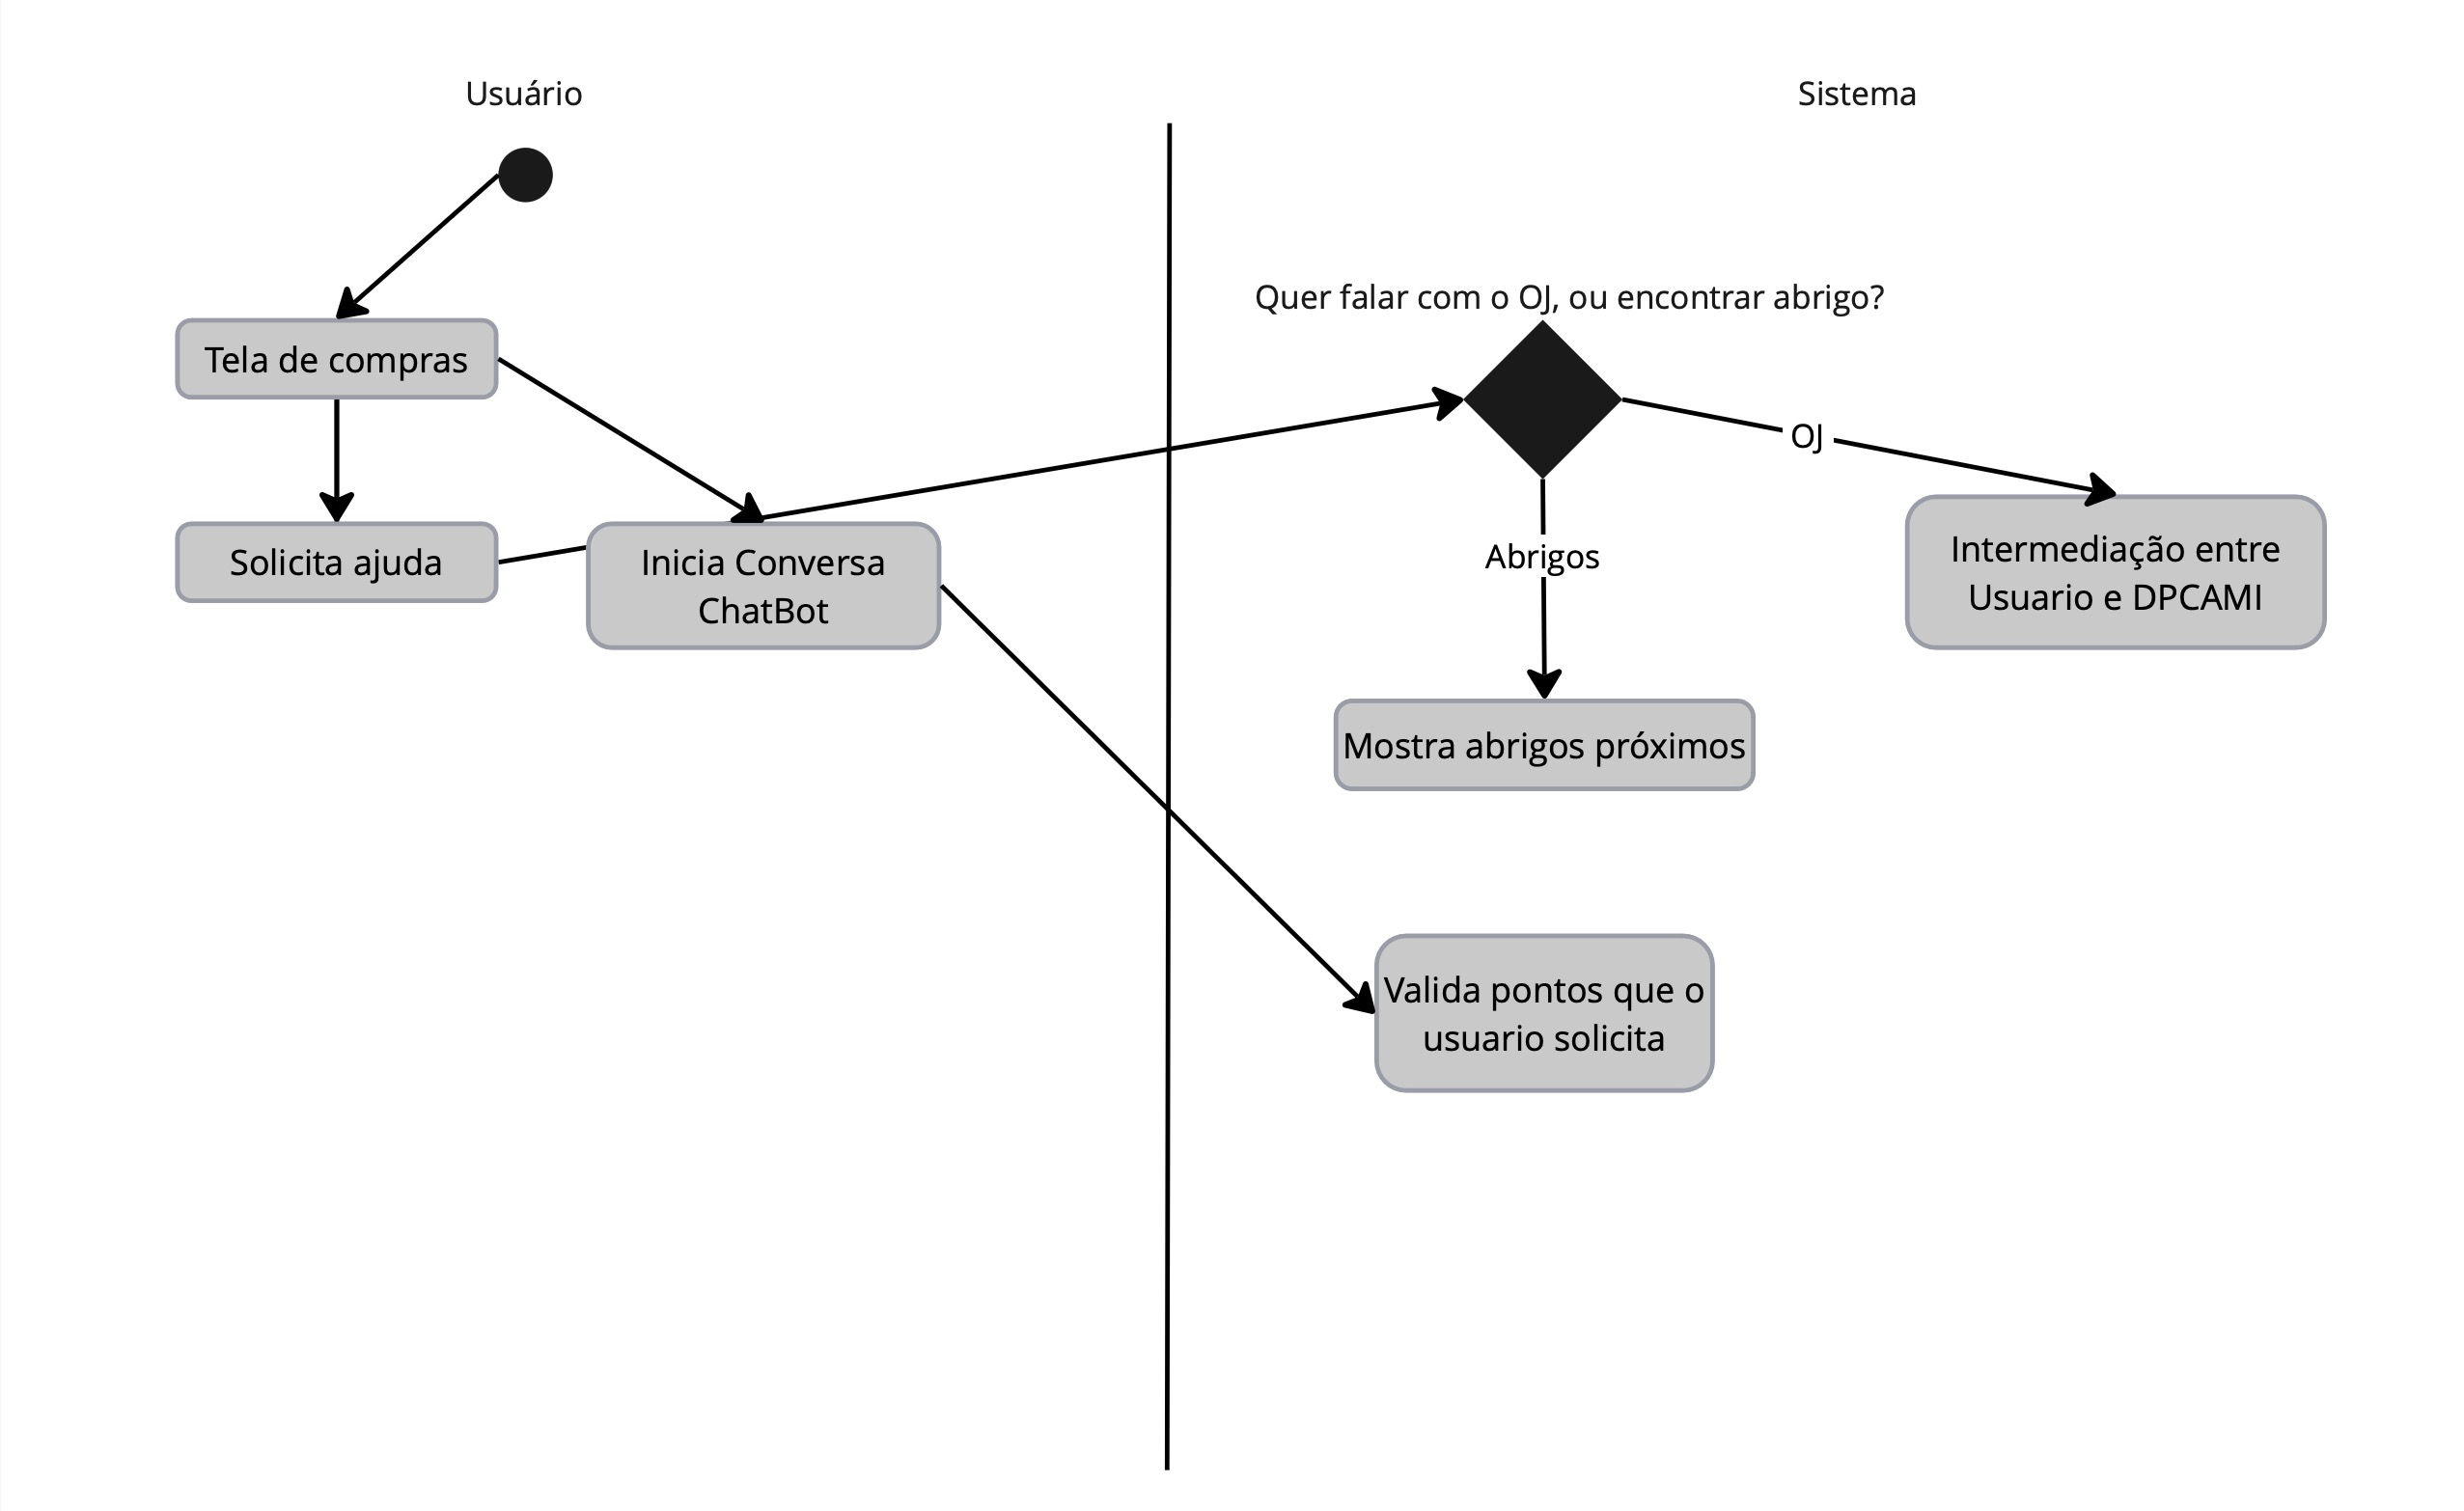 Usuário
Sistema
Quer falar com o OJ, ou encontrar abrigo?
Tela de compras
OJ
Solicita ajuda
Inicia Conversa
ChatBot
Abrigos
Intermediação entre
Usuario e DPCAMI
Mostra abrigos próximos
Valida pontos que o
usuario solicita